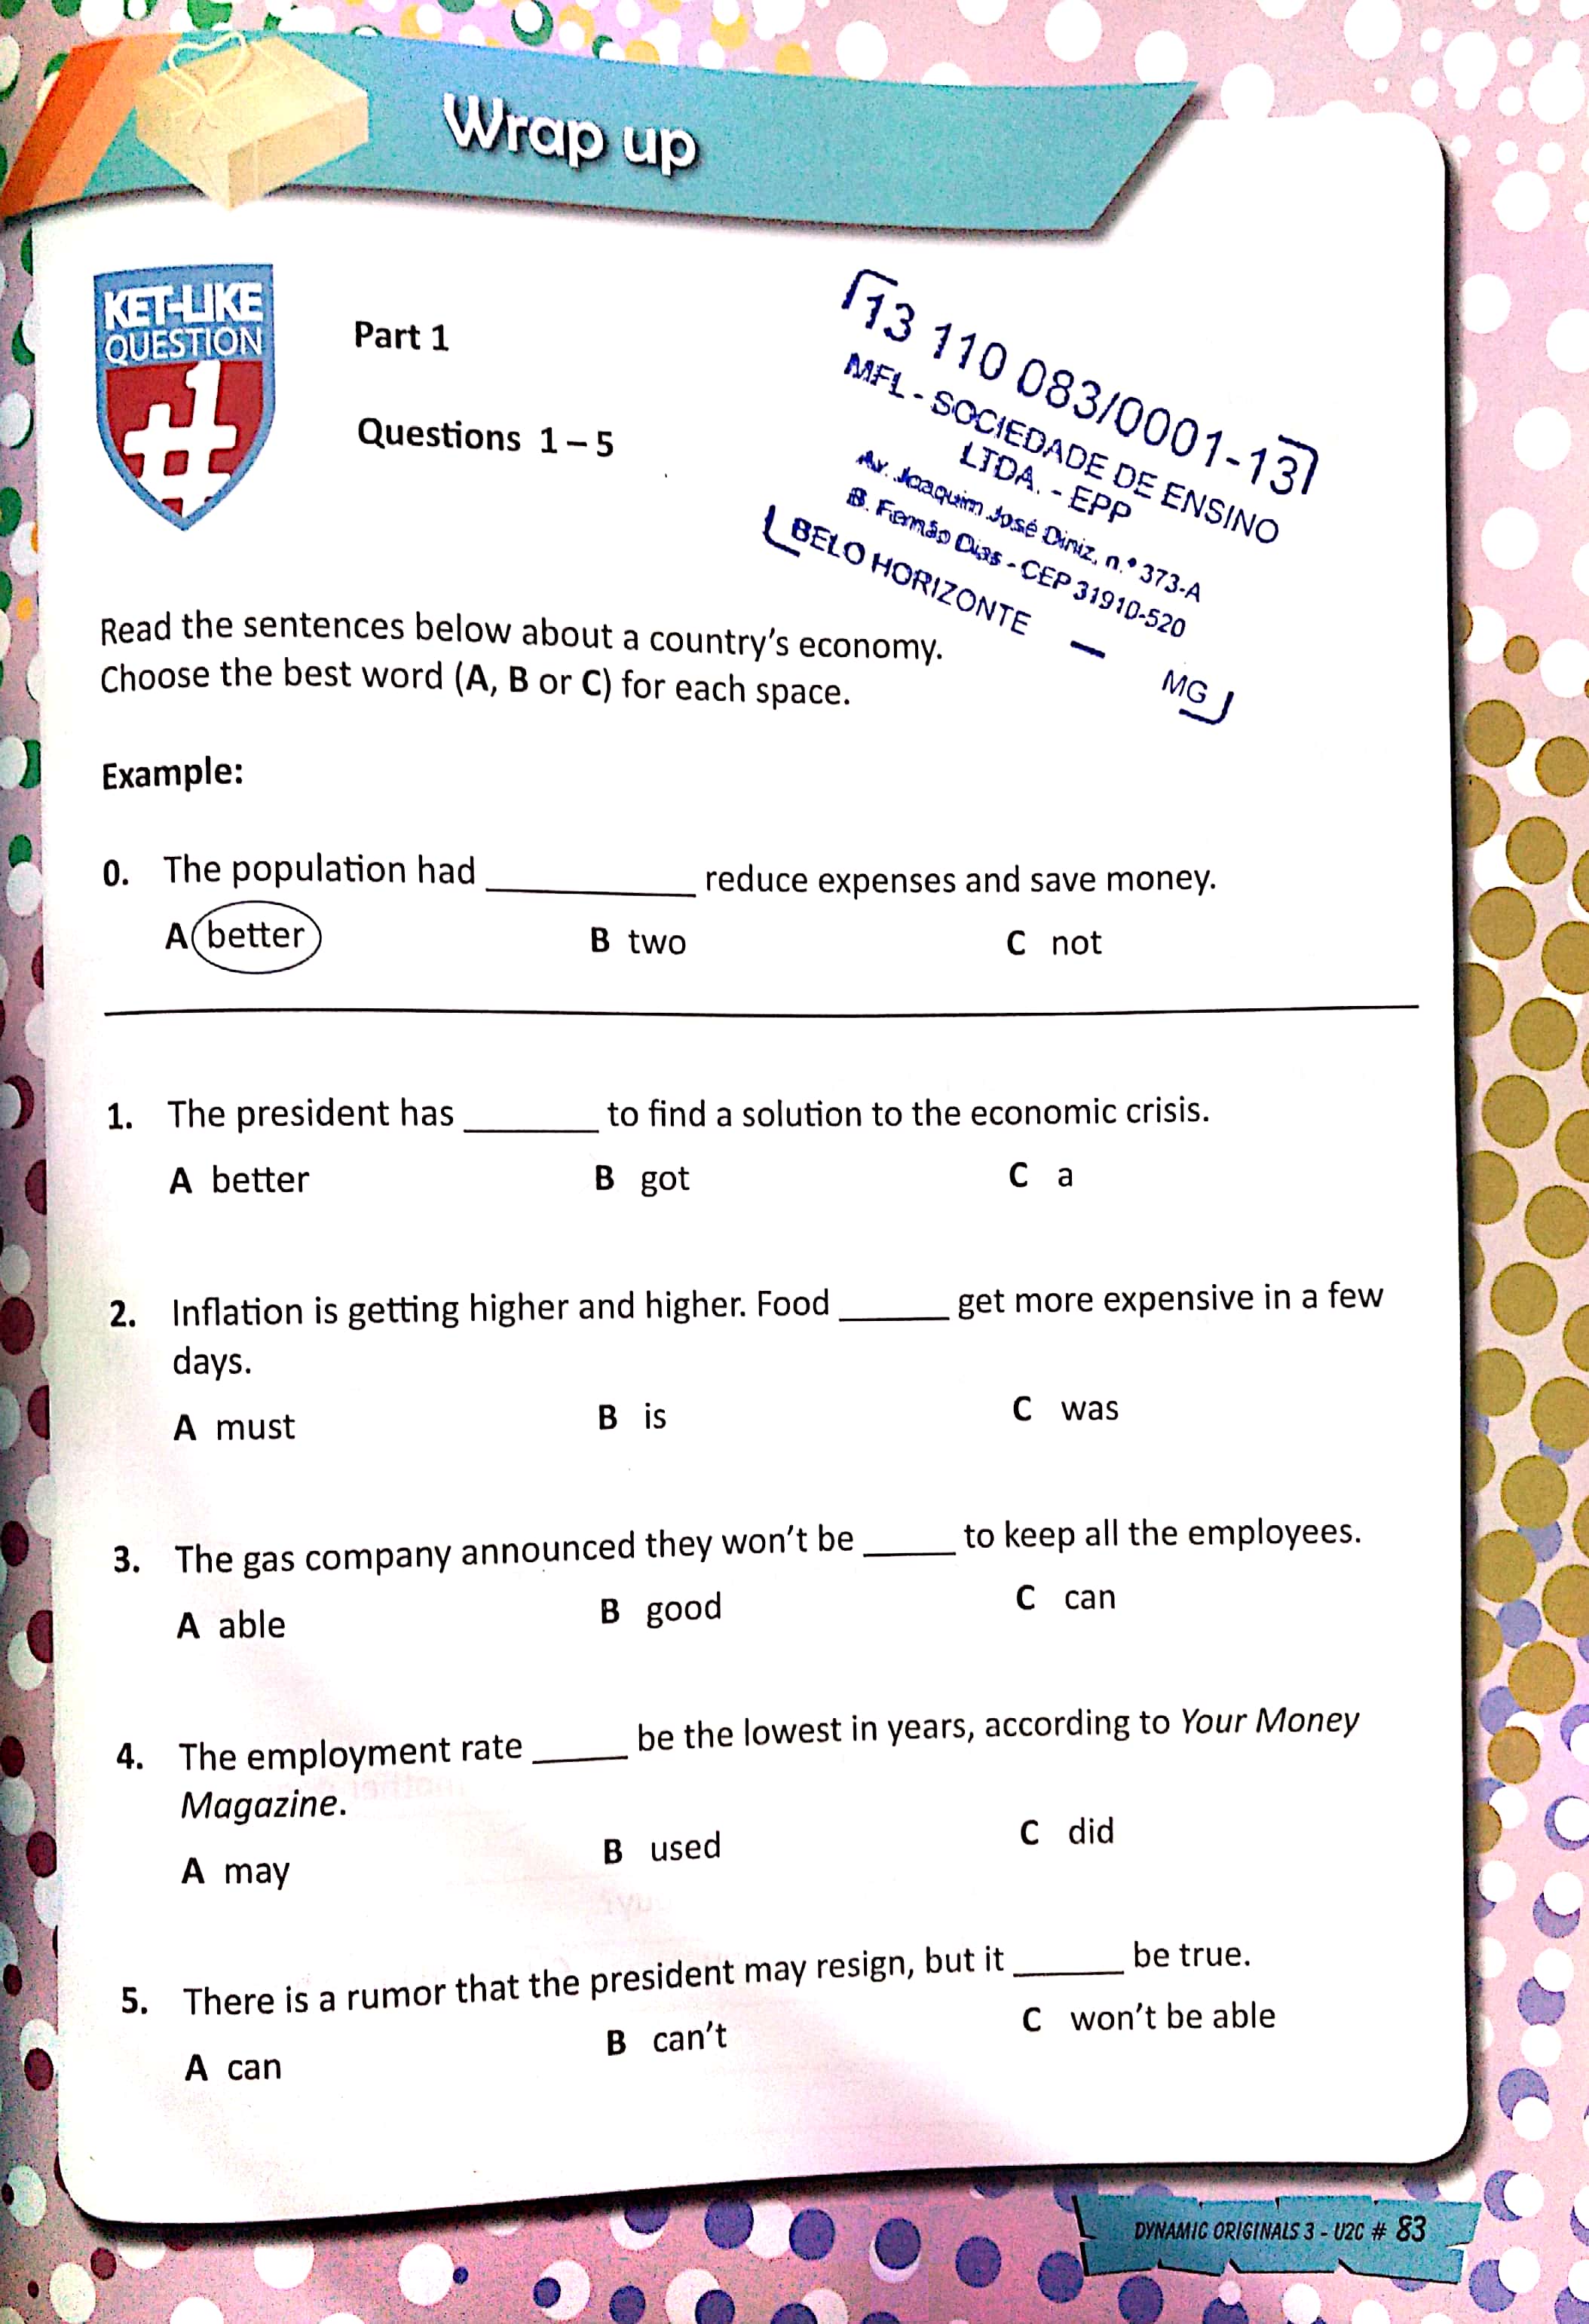 Wrap up
KET-LIKE
QUESTION
#1
Part 1
Questions 1 – 5
13 110 083/0001-13
MFL - SOCIEDADE DE ENSINO
LTDA. - EPP
Av. Joaquim José Diniz, n.º 373-A
B. Fernão Dias - CEP 31910-520
BELO HORIZONTE — MG
Read the sentences below about a country's economy.
Choose the best word (A, B or C) for each space.
Example:
0. The population had __________ reduce expenses and save money.
A better B two C not
1. The president has _______ to find a solution to the economic crisis.
A better B got C a
2. Inflation is getting higher and higher. Food ______ get more expensive in a few
days.
A must B is C was
3. The gas company announced they won't be _____ to keep all the employees.
A able B good C can
4. The employment rate _____ be the lowest in years, according to Your Money
Magazine.
A may B used C did
5. There is a rumor that the president may resign, but it ______ be true.
A can B can't C won't be able
DYNAMIC ORIGINALS 3 - U2C # 83